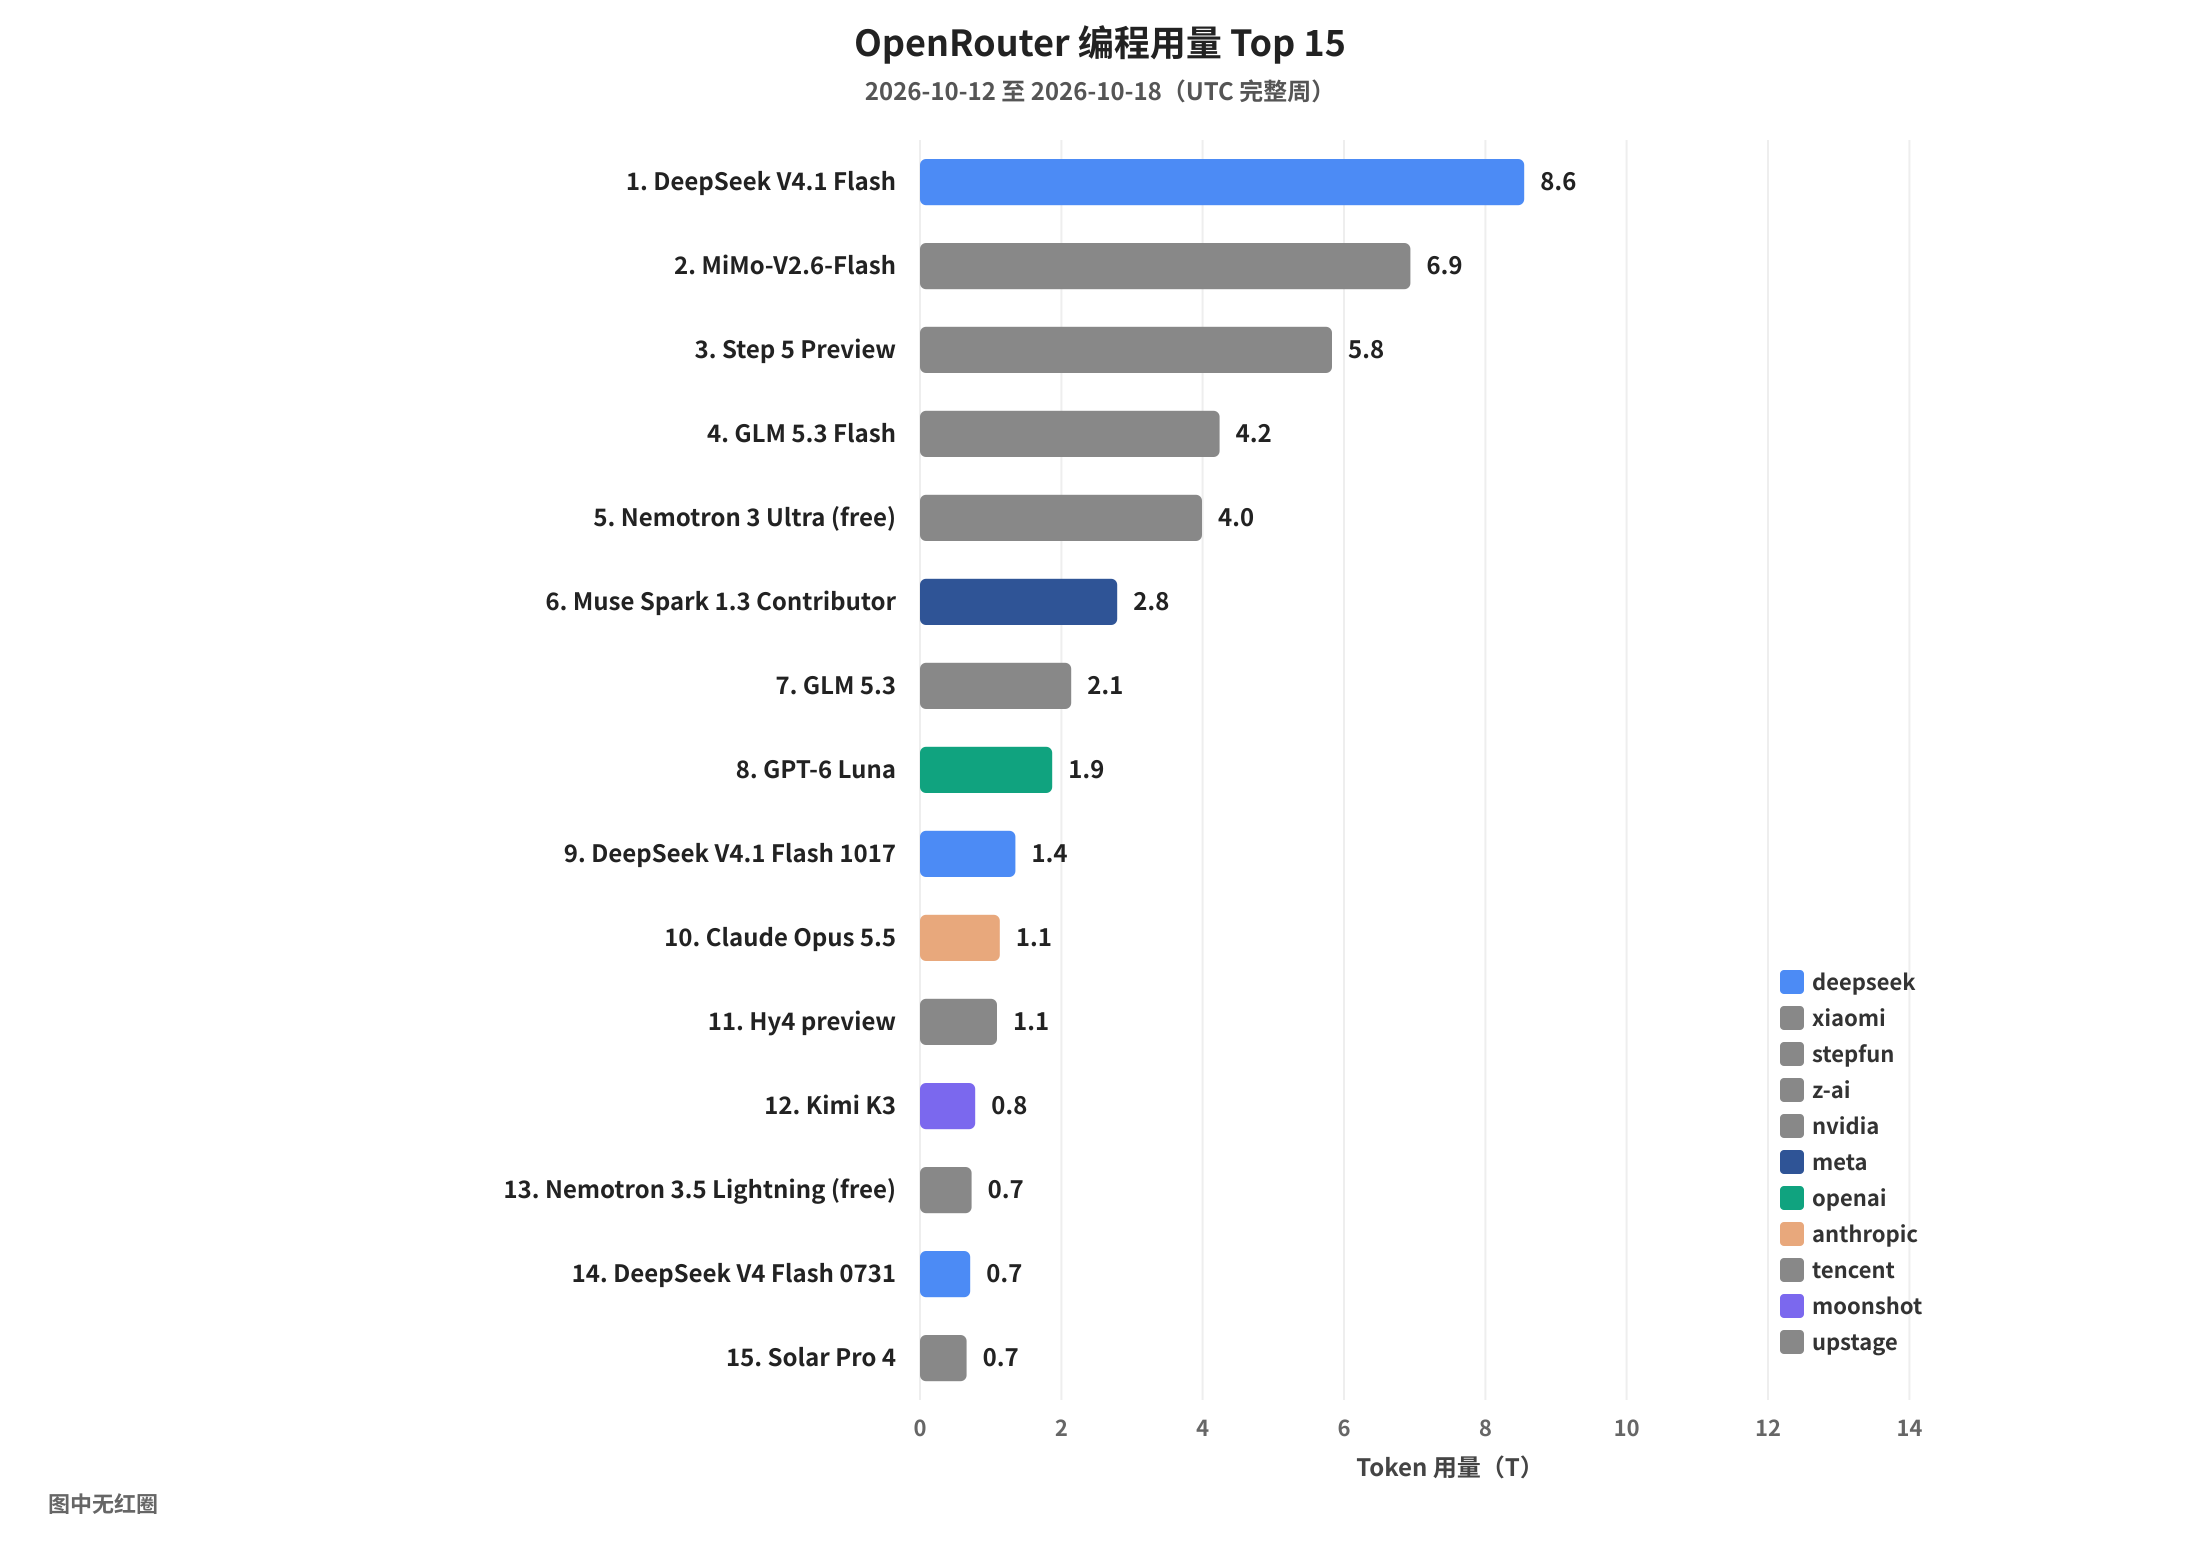 OpenRouter 编程用量 Top 15
2026-10-12 至 2026-10-18（UTC 完整周）
1. DeepSeek V4.1 Flash 8.6
2. MiMo-V2.6-Flash 6.9
3. Step 5 Preview 5.8
4. GLM 5.3 Flash 4.2
5. Nemotron 3 Ultra (free) 4.0
6. Muse Spark 1.3 Contributor 2.8
7. GLM 5.3 2.1
8. GPT-6 Luna 1.9
9. DeepSeek V4.1 Flash 1017 1.4
10. Claude Opus 5.5 1.1
11. Hy4 preview 1.1
12. Kimi K3 0.8
13. Nemotron 3.5 Lightning (free) 0.7
14. DeepSeek V4 Flash 0731 0.7
15. Solar Pro 4 0.7
deepseek
xiaomi
stepfun
z-ai
nvidia
meta
openai
anthropic
tencent
moonshot
upstage
0 2 4 6 8 10 12 14
Token 用量（T）
图中无红圈